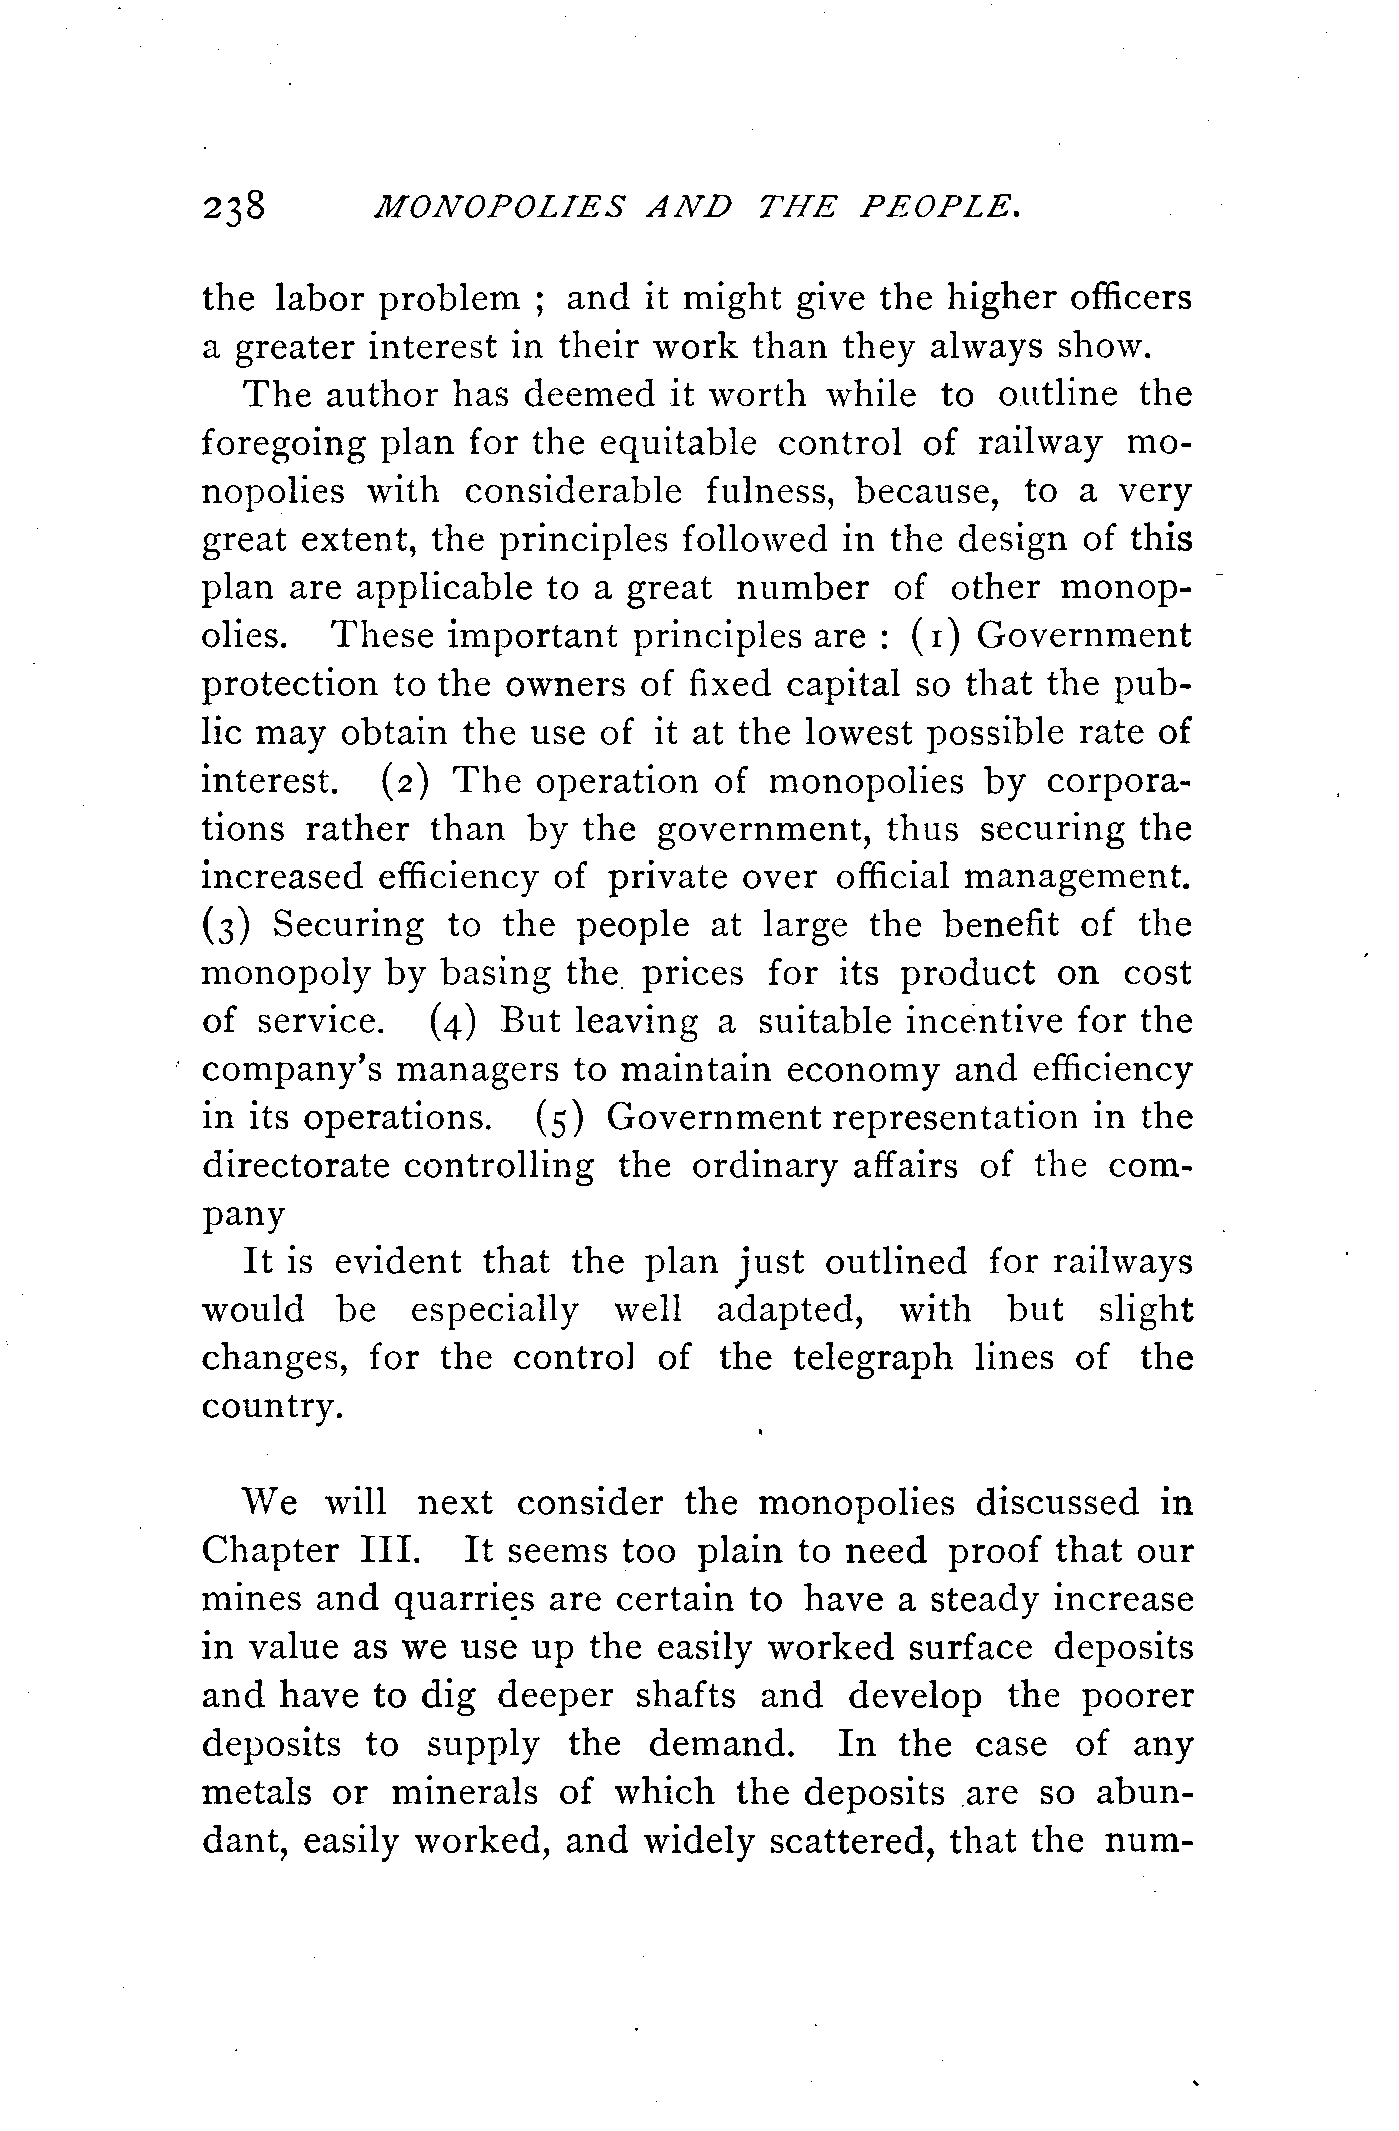 238 MONOPOLIES AND THE PEOPLE.
the labor problem ; and it might give the higher officers
a greater interest in their work than they always show.
The author has deemed it worth while to outline the
foregoing plan for the equitable control of railway mo-
nopolies with considerable fulness, because, to a very
great extent, the principles followed in the design of this
plan are applicable to a great number of other monop-
olies. These important principles are : (1) Government
protection to the owners of fixed capital so that the pub-
lic may obtain the use of it at the lowest possible rate of
interest. (2) The operation of monopolies by corpora-
tions rather than by the government, thus securing the
increased efficiency of private over official management.
(3) Securing to the people at large the benefit of the
monopoly by basing the prices for its product on cost
of service. (4) But leaving a suitable incentive for the
company's managers to maintain economy and efficiency
in its operations. (5) Government representation in the
directorate controlling the ordinary affairs of the com-
pany
It is evident that the plan just outlined for railways
would be especially well adapted, with but slight
changes, for the control of the telegraph lines of the
country.
We will next consider the monopolies discussed in
Chapter III. It seems too plain to need proof that our
mines and quarries are certain to have a steady increase
in value as we use up the easily worked surface deposits
and have to dig deeper shafts and develop the poorer
deposits to supply the demand. In the case of any
metals or minerals of which the deposits are so abun-
dant, easily worked, and widely scattered, that the num-